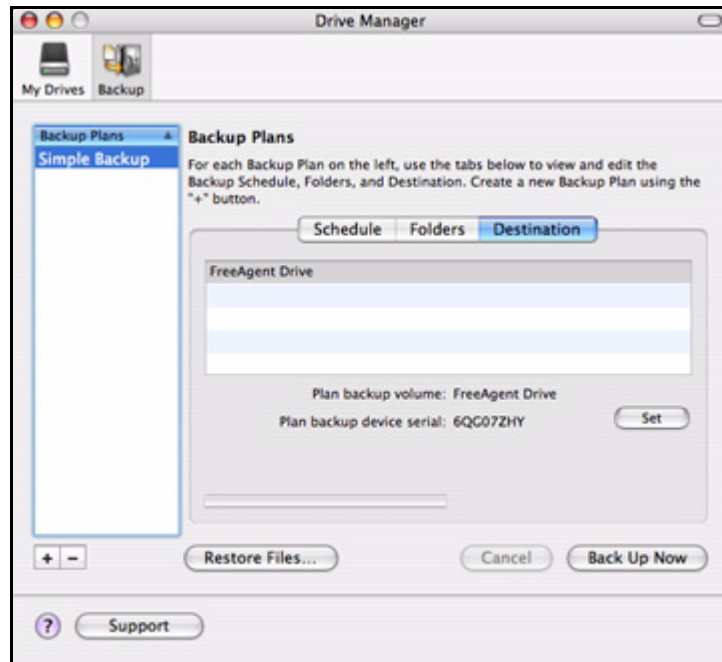 Drive Manager
My Drives
Backup
Backup Plans
Simple Backup
Backup Plans
For each Backup Plan on the left, use the tabs below to view and edit the
Backup Schedule, Folders, and Destination. Create a new Backup Plan using the
"+" button.
Schedule
Folders
Destination
FreeAgent Drive
Plan backup volume: FreeAgent Drive
Plan backup device serial: 6QG07ZHY
Set
+ −
Restore Files...
Cancel
Back Up Now
?
Support